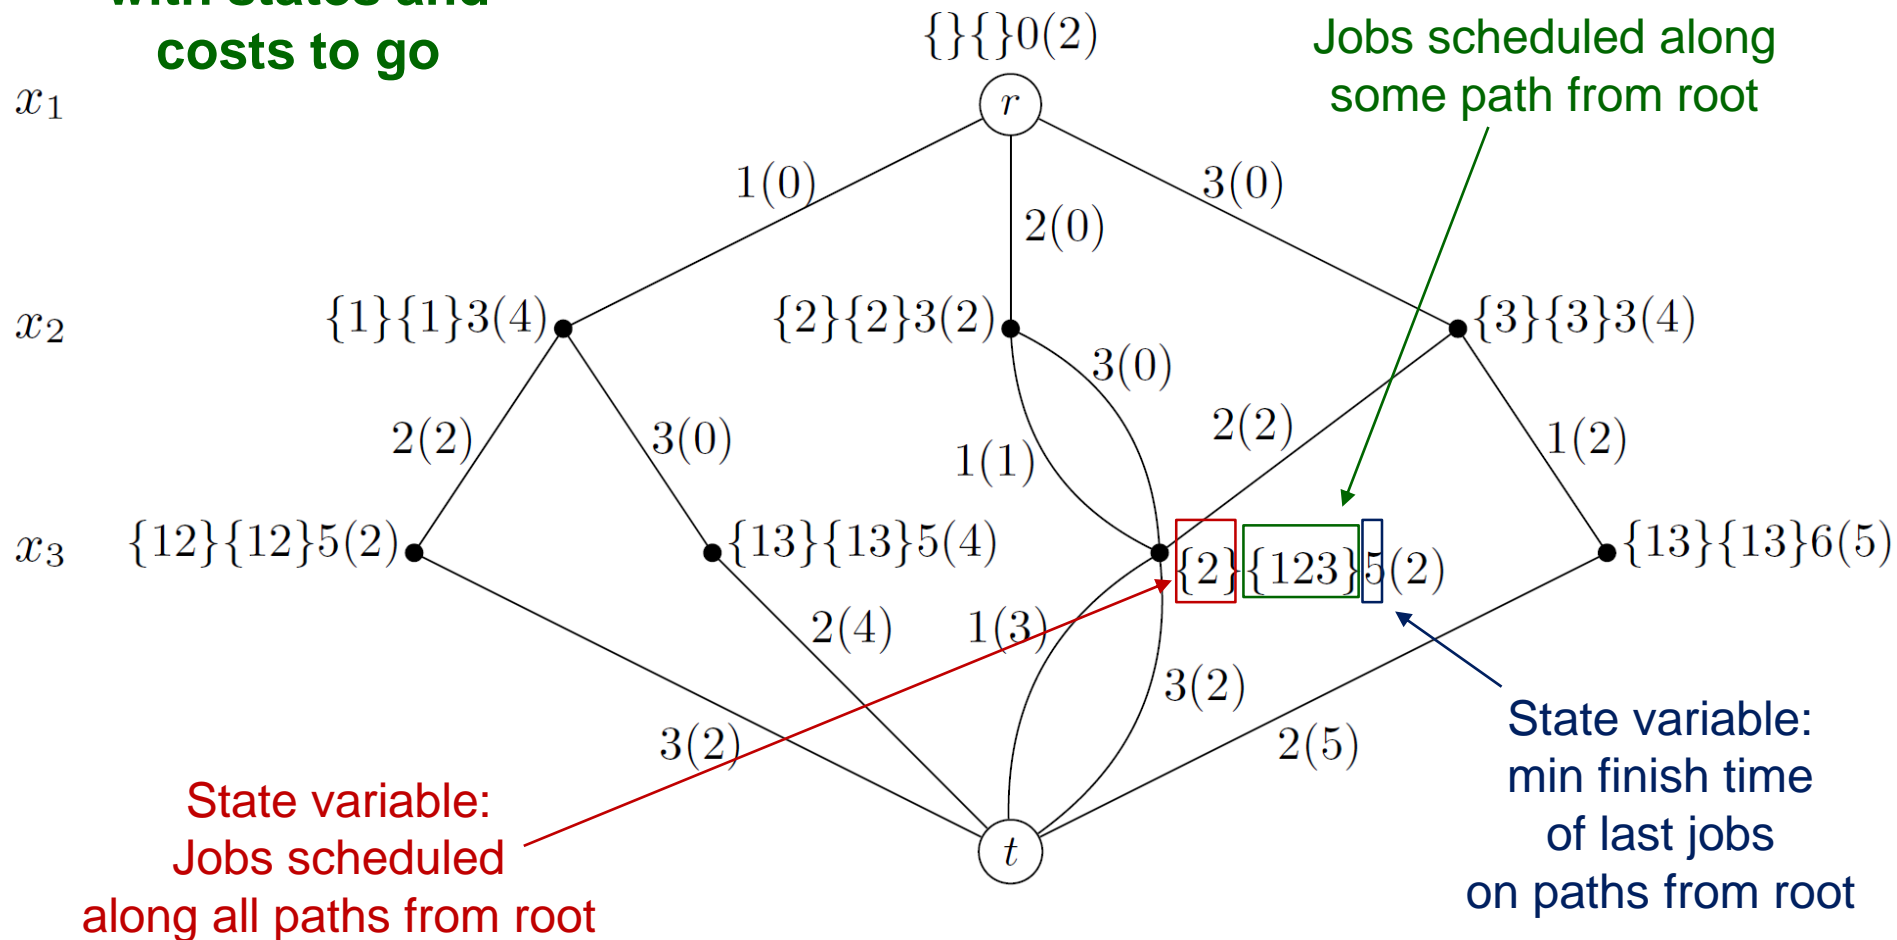 with states and
costs to go
{}{}0(2)
Jobs scheduled along
some path from root
x1
r
1(0)
2(0)
3(0)
x2
{1}{1}3(4)
{2}{2}3(2)
{3}{3}3(4)
2(2)
3(0)
1(1)
3(0)
2(2)
1(2)
x3
{12}{12}5(2)
{13}{13}5(4)
{2}{123}5(2)
{13}{13}6(5)
3(2)
2(4)
1(3)
3(2)
2(5)
t
State variable:
Jobs scheduled
along all paths from root
State variable:
min finish time
of last jobs
on paths from root